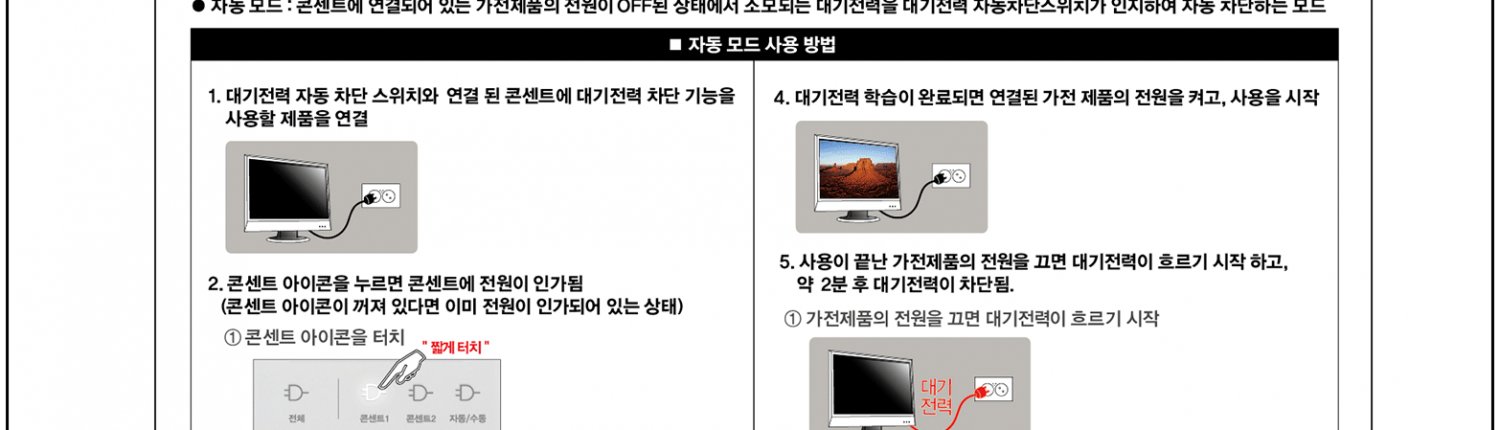 ● 자동 모드 : 콘센트에 연결되어 있는 가전제품의 전원이 OFF된 상태에서 소모되는 대기전력을 대기전력 자동차단스위치가 인지하여 자동 차단하는 모드
■ 자동 모드 사용 방법
1. 대기전력 자동 차단 스위치와 연결 된 콘센트에 대기전력 차단 기능을
사용할 제품을 연결
2. 콘센트 아이콘을 누르면 콘센트에 전원이 인가됨
(콘센트 아이콘이 꺼져 있다면 이미 전원이 인가되어 있는 상태)
① 콘센트 아이콘을 터치
" 짧게 터치 "
전체 콘센트1 콘센트2 자동/수동
4. 대기전력 학습이 완료되면 연결된 가전 제품의 전원을 켜고, 사용을 시작
5. 사용이 끝난 가전제품의 전원을 끄면 대기전력이 흐르기 시작 하고,
약 2분 후 대기전력이 차단됨.
① 가전제품의 전원을 끄면 대기전력이 흐르기 시작
대기
전력